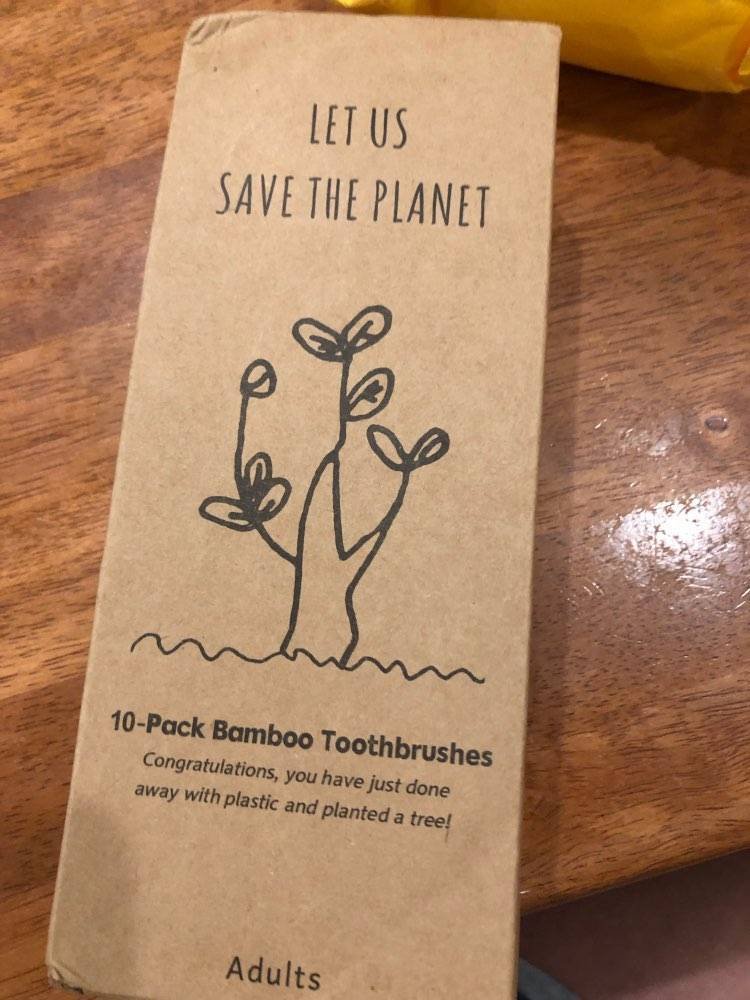 LET US
SAVE THE PLANET
10-Pack Bamboo Toothbrushes
Congratulations, you have just done
away with plastic and planted a tree!
Adults